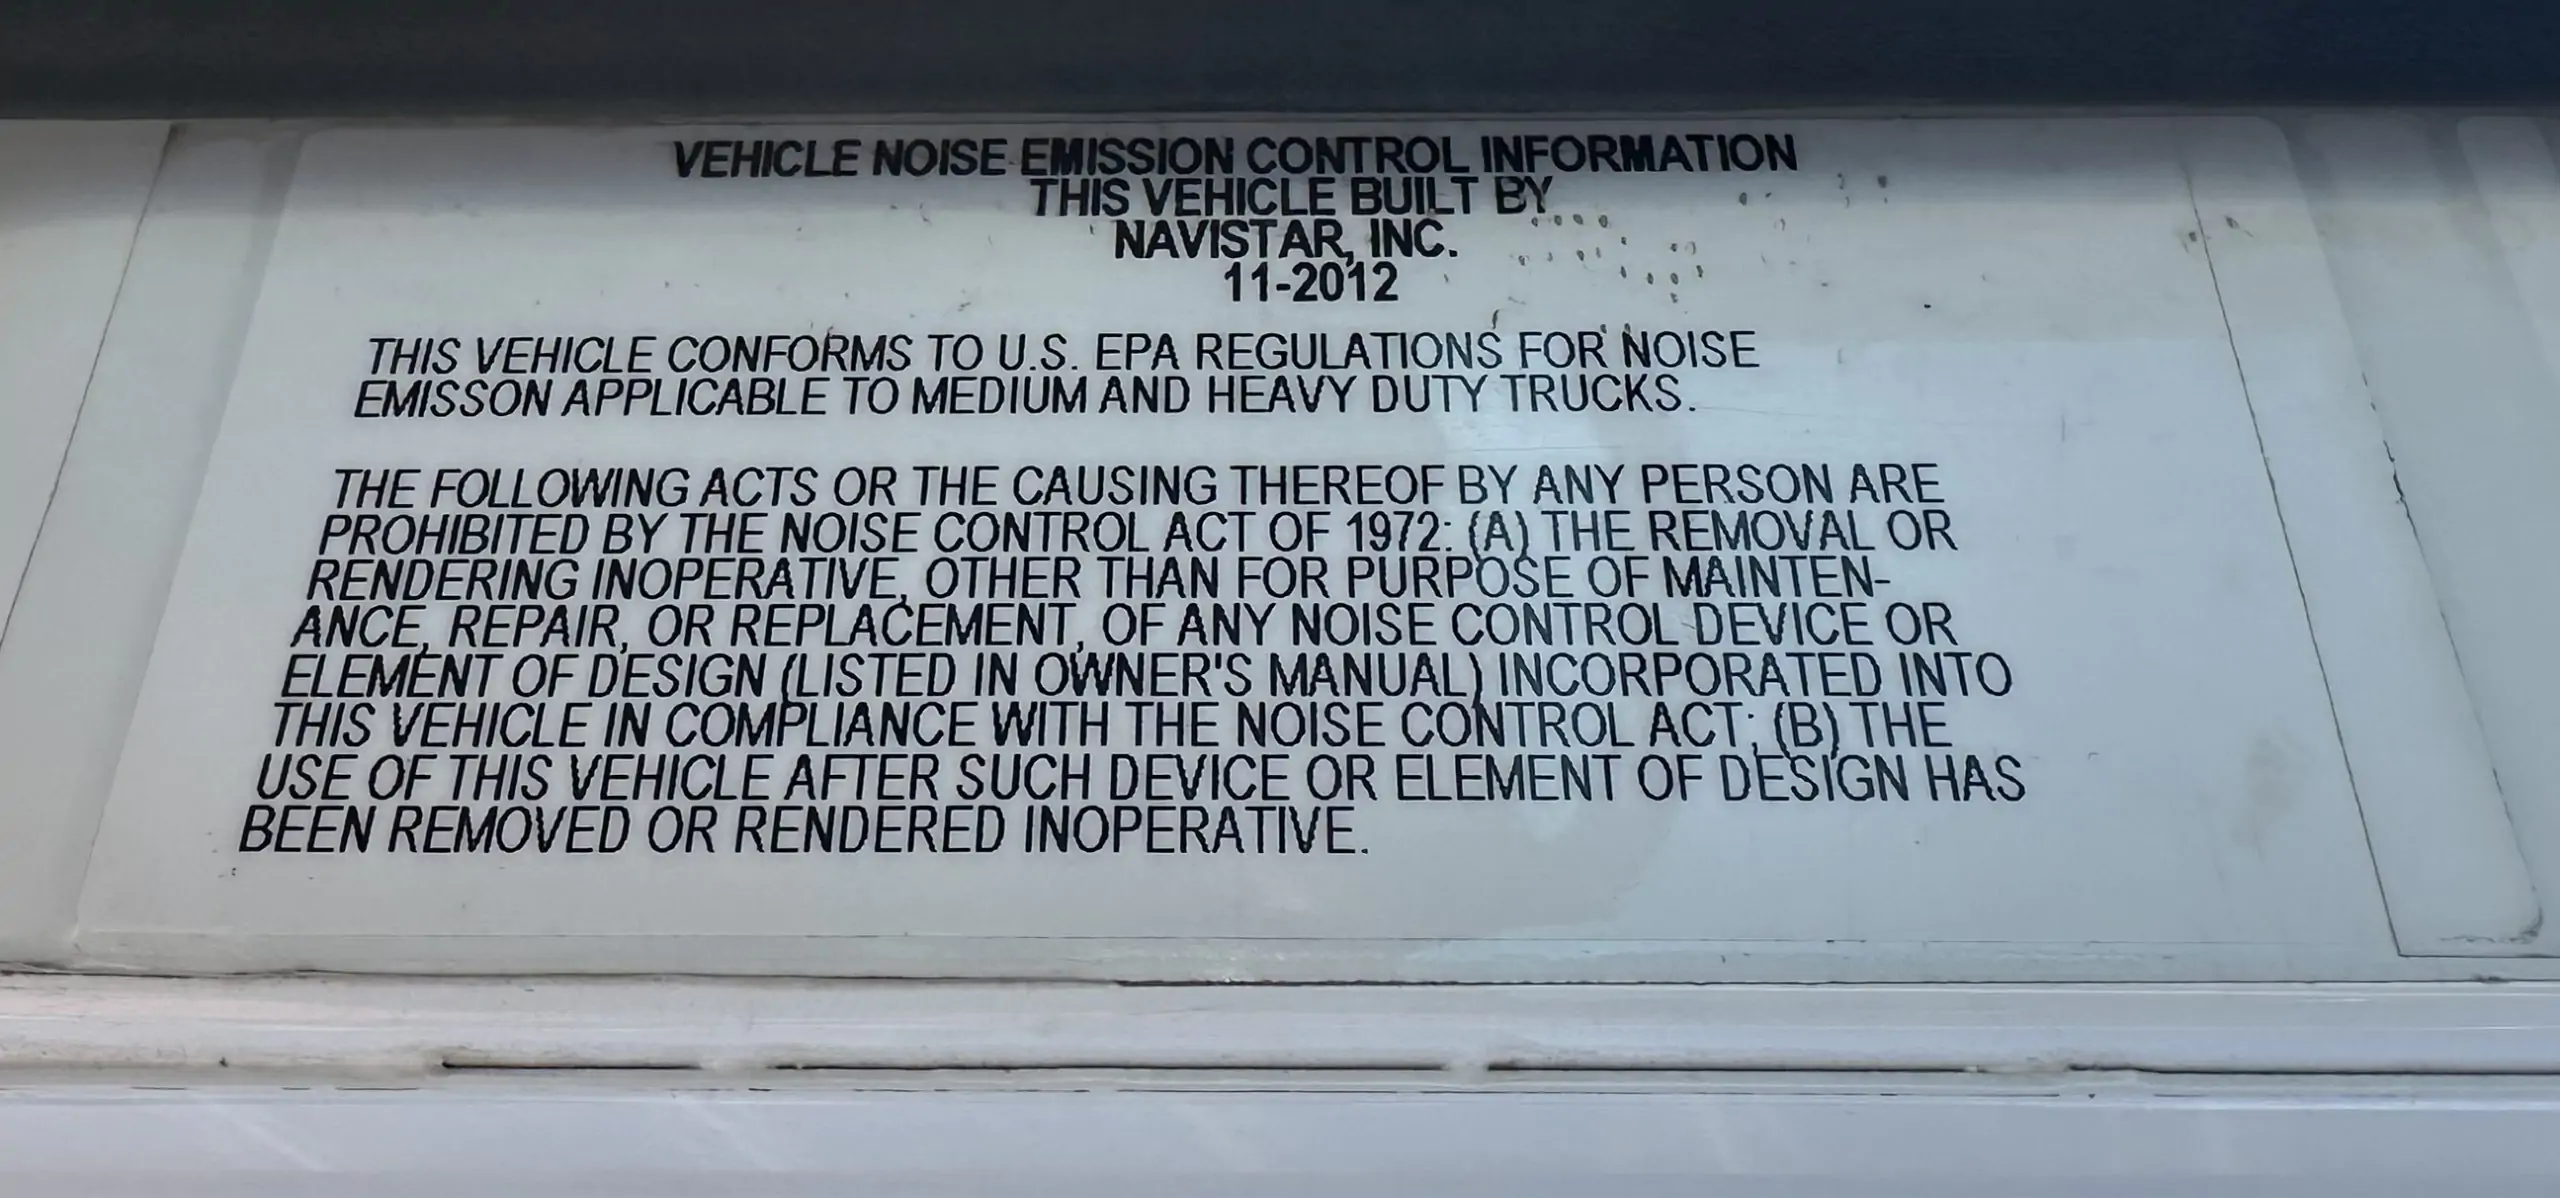 VEHICLE NOISE EMISSION CONTROL INFORMATION
THIS VEHICLE BUILT BY
NAVISTAR, INC.
11-2012
THIS VEHICLE CONFORMS TO U.S. EPA REGULATIONS FOR NOISE
EMISSON APPLICABLE TO MEDIUM AND HEAVY DUTY TRUCKS.
THE FOLLOWING ACTS OR THE CAUSING THEREOF BY ANY PERSON ARE
PROHIBITED BY THE NOISE CONTROL ACT OF 1972: (A) THE REMOVAL OR
RENDERING INOPERATIVE, OTHER THAN FOR PURPOSE OF MAINTEN-
ANCE, REPAIR, OR REPLACEMENT, OF ANY NOISE CONTROL DEVICE OR
ELEMENT OF DESIGN (LISTED IN OWNER'S MANUAL) INCORPORATED INTO
THIS VEHICLE IN COMPLIANCE WITH THE NOISE CONTROL ACT; (B) THE
USE OF THIS VEHICLE AFTER SUCH DEVICE OR ELEMENT OF DESIGN HAS
BEEN REMOVED OR RENDERED INOPERATIVE.